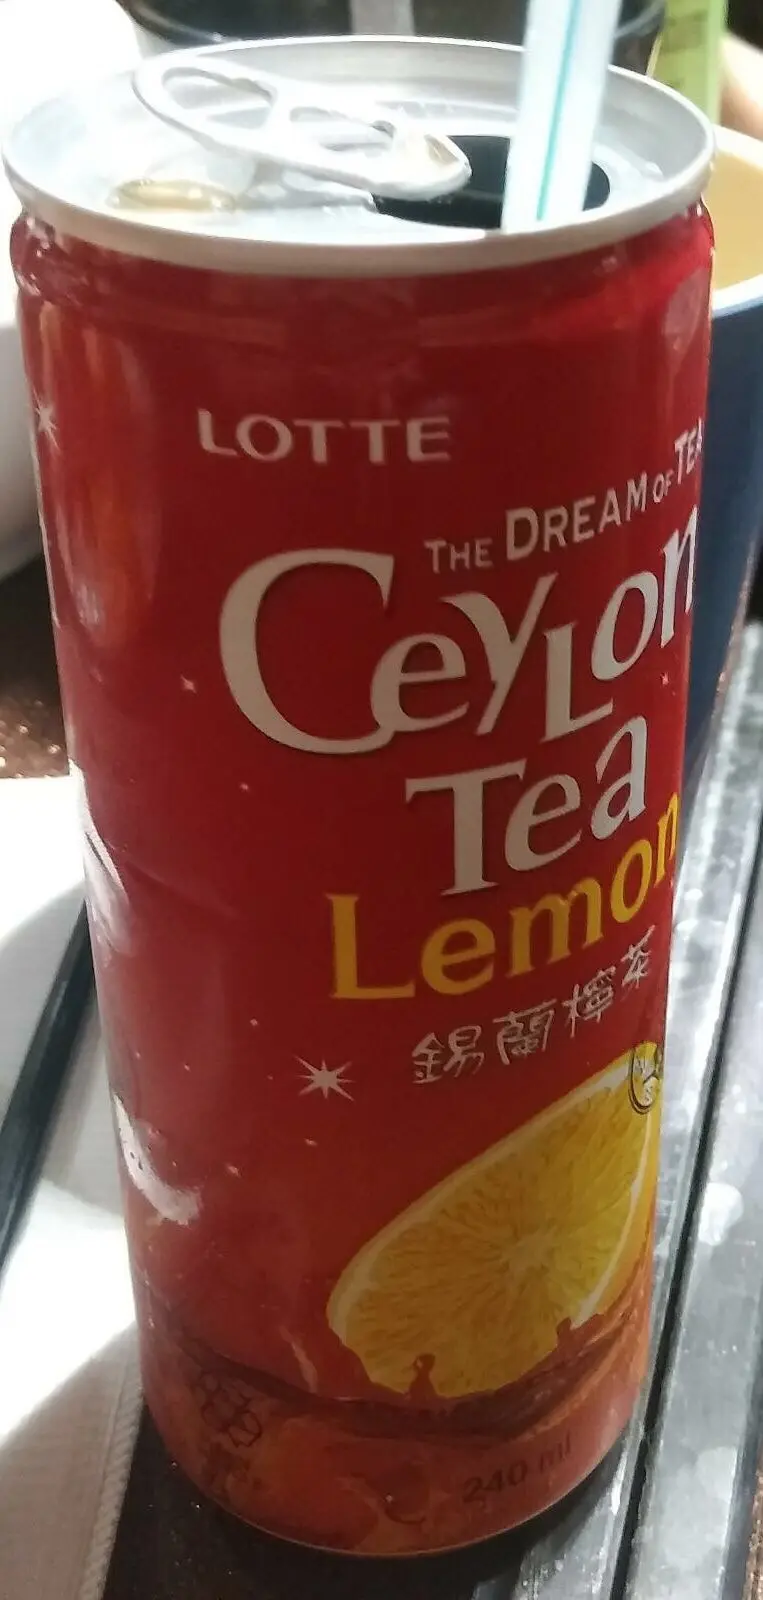 LOTTE
THE DREAM OF TEA
Ceylon
Tea
Lemon
錫蘭檸茶
240 ml